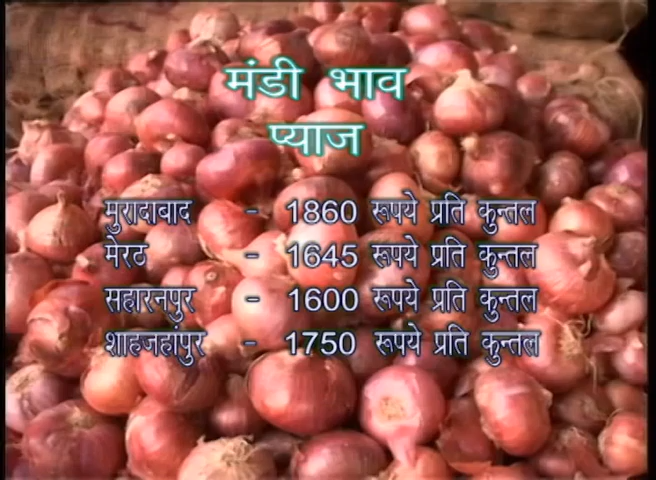 मंडी भाव
प्याज
मुरादाबाद - 1860 रूपये प्रति कुन्तल
मेरठ - 1645 रूपये प्रति कुन्तल
सहारनपुर - 1600 रूपये प्रति कुन्तल
शाहजहांपुर - 1750 रूपये प्रति कुन्तल